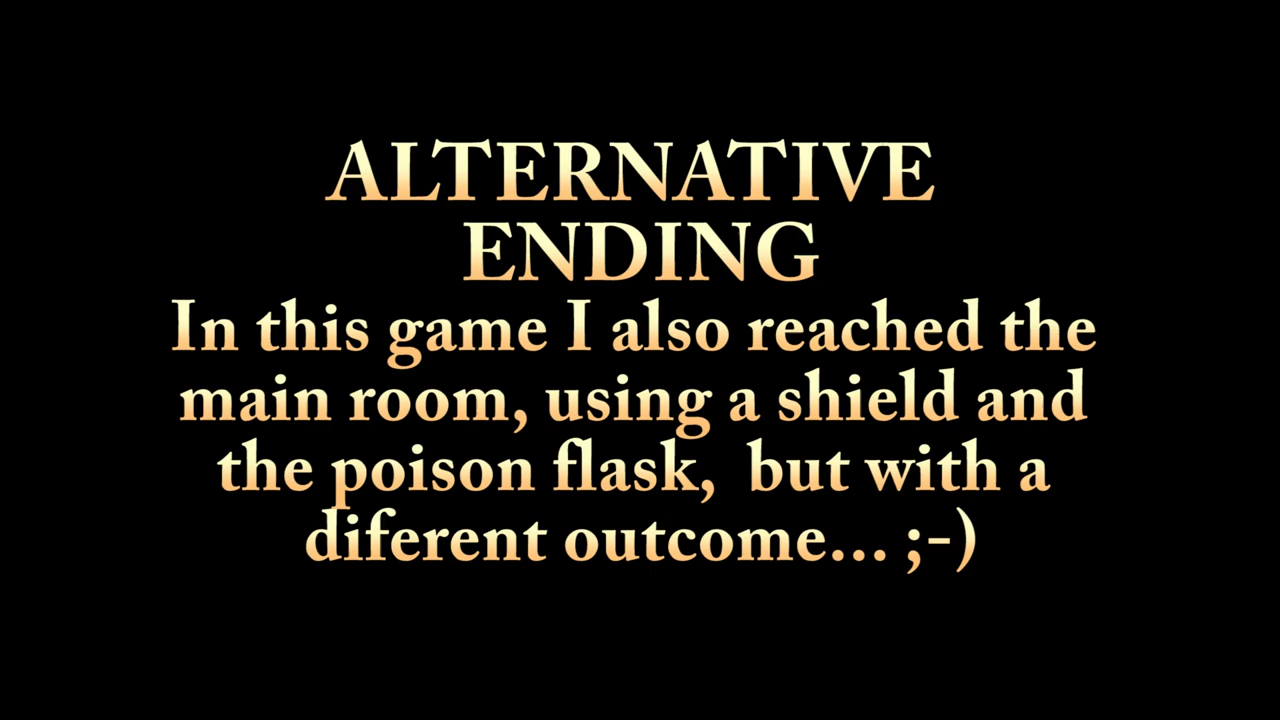 ALTERNATIVE
ENDING
In this game I also reached the
main room, using a shield and
the poison flask,  but with a
diferent outcome... ;-)